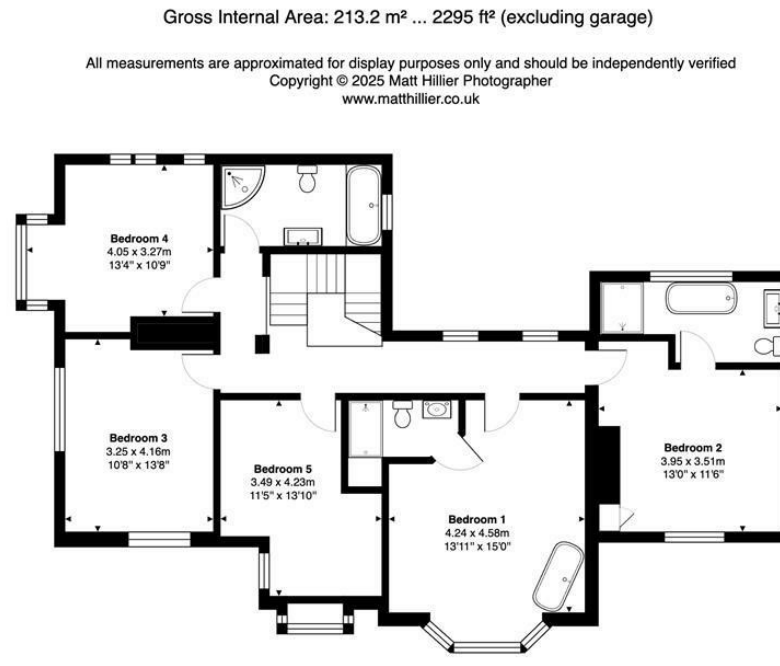 Gross Internal Area: 213.2 m² ... 2295 ft² (excluding garage)
All measurements are approximated for display purposes only and should be independently verified
Copyright © 2025 Matt Hillier Photographer
www.matthillier.co.uk
Bedroom 4
4.05 x 3.27m
13'4" x 10'9"
Bedroom 3
3.25 x 4.16m
10'8" x 13'8"
Bedroom 5
3.49 x 4.23m
11'5" x 13'10"
Bedroom 1
4.24 x 4.58m
13'11" x 15'0"
Bedroom 2
3.95 x 3.51m
13'0" x 11'6"